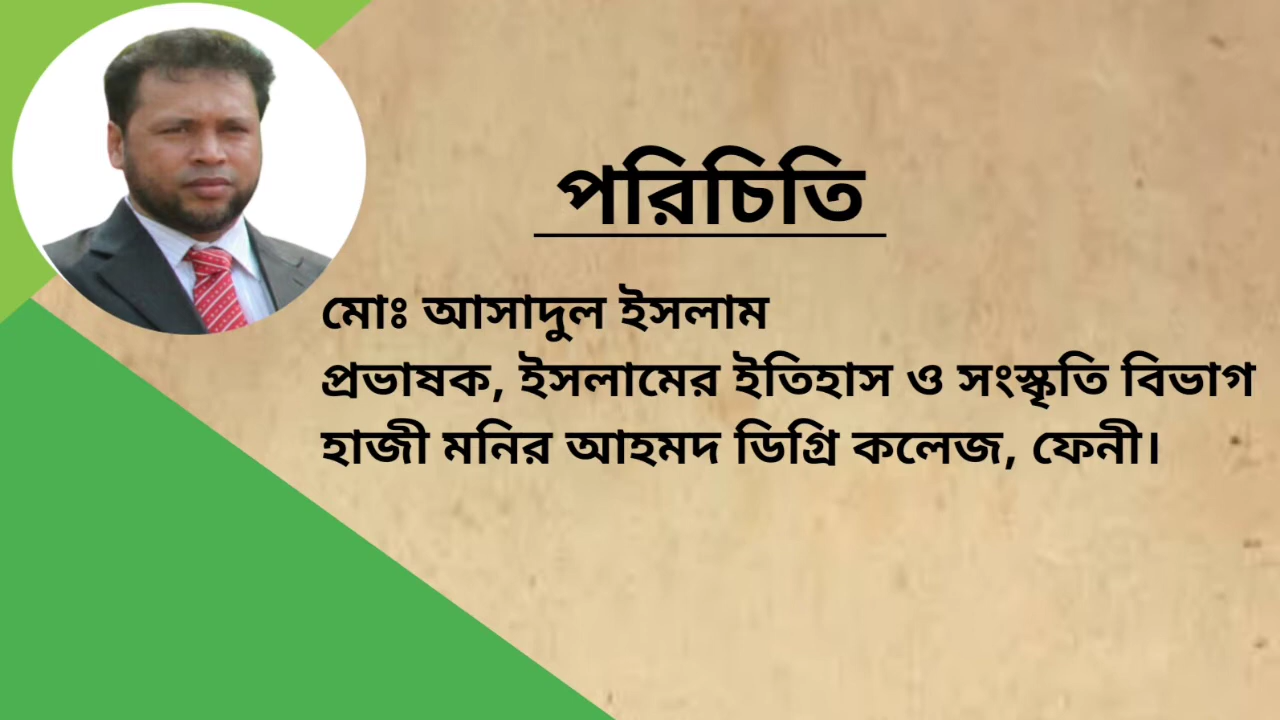 পরিচিতি
মোঃ আসাদুল ইসলাম
প্রভাষক, ইসলামের ইতিহাস ও সংস্কৃতি বিভাগ
হাজী মনির আহমদ ডিগ্রি কলেজ, ফেনী।